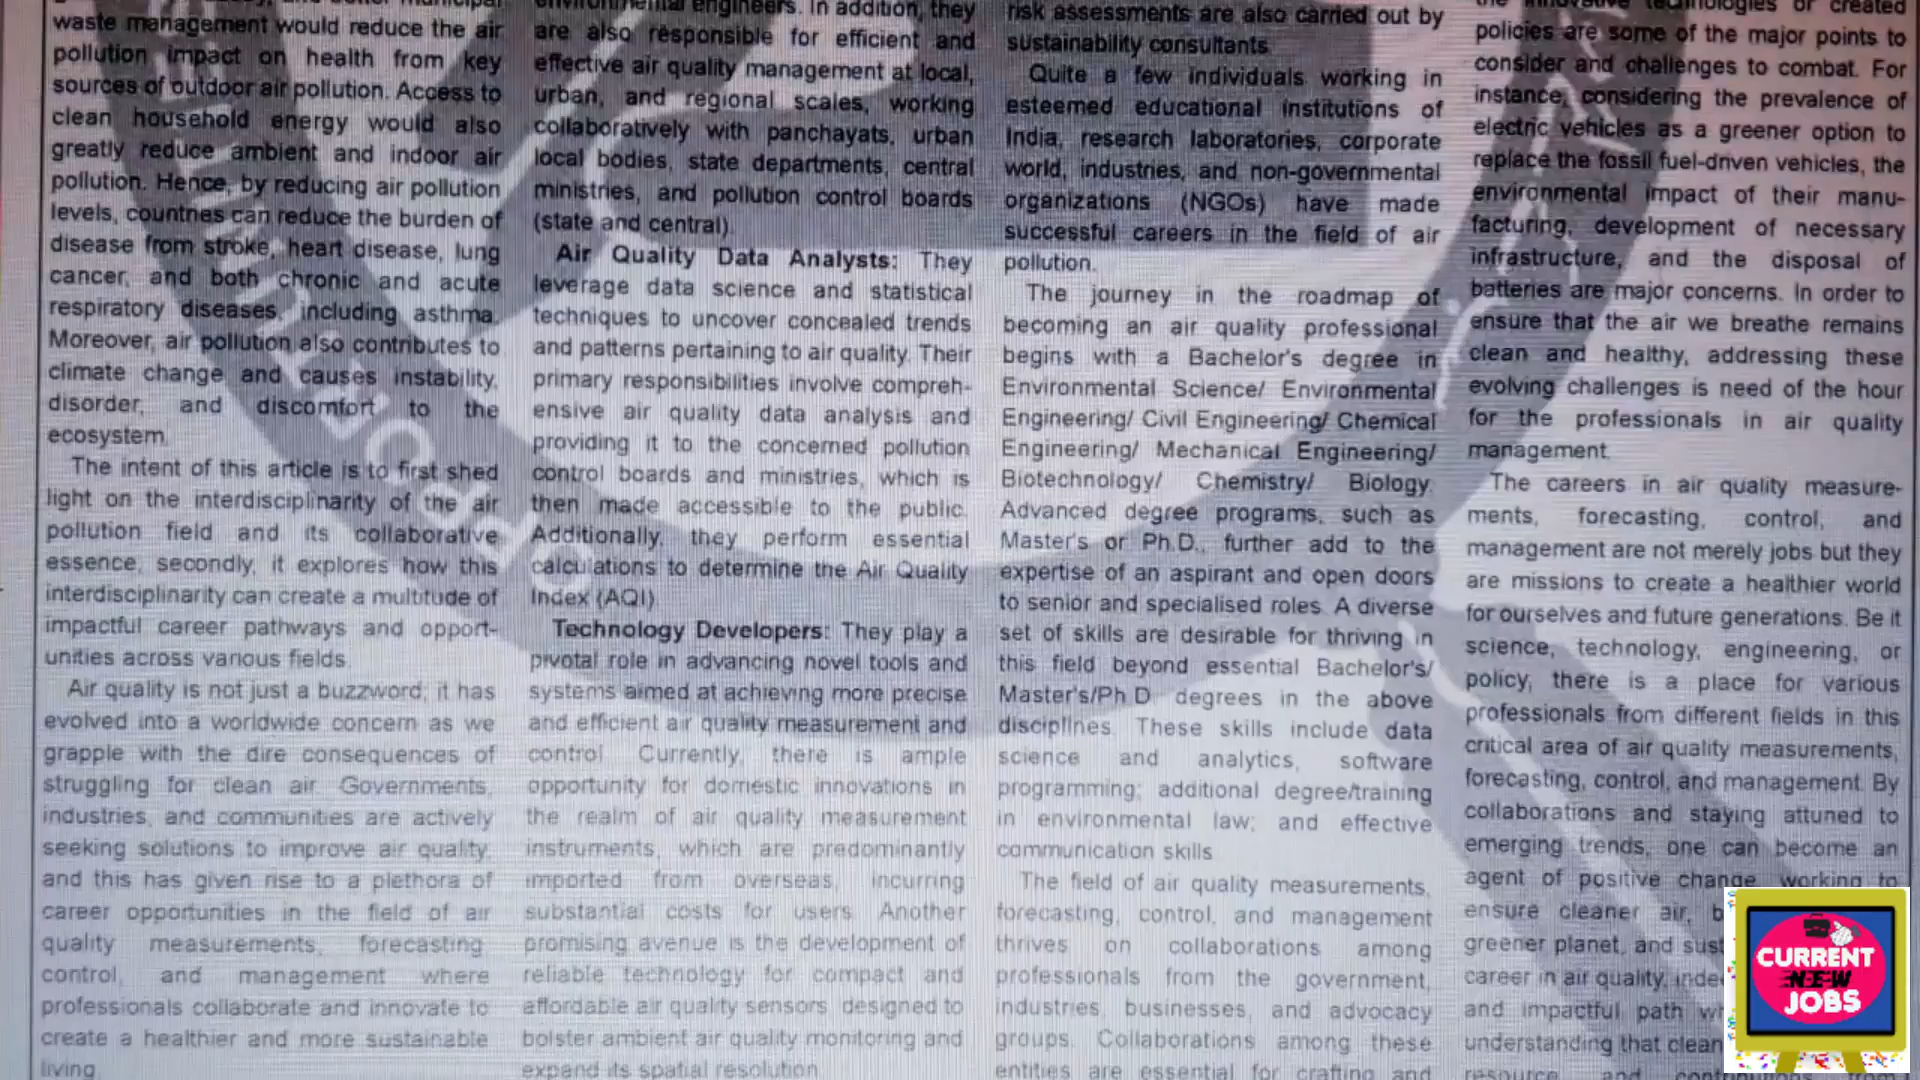 waste management would reduce the air
pollution impact on health from key
sources of outdoor air pollution. Access to
clean household energy would also
greatly reduce ambient and indoor air
pollution. Hence, by reducing air pollution
levels, countries can reduce the burden of
disease from stroke, heart disease, lung
cancer, and both chronic and acute
respiratory diseases, including asthma.
Moreover, air pollution also contributes to
climate change and causes instability,
disorder, and discomfort to the
ecosystem.
The intent of this article is to first shed
light on the interdisciplinarity of the air
pollution field and its collaborative
essence, secondly, it explores how this
interdisciplinarity can create a multitude of
impactful career pathways and opport-
unities across various fields.
Air quality is not just a buzzword; it has
evolved into a worldwide concern as we
grapple with the dire consequences of
struggling for clean air. Governments,
industries, and communities are actively
seeking solutions to improve air quality,
and this has given rise to a plethora of
career opportunities in the field of air
quality measurements, forecasting
control, and management where
professionals collaborate and innovate to
create a healthier and more sustainable
living.
environmental engineers. In addition, they
are also responsible for efficient and
effective air quality management at local,
urban, and regional scales, working
collaboratively with panchayats, urban
local bodies, state departments, central
ministries, and pollution control boards
(state and central).
Air Quality Data Analysts: They
leverage data science and statistical
techniques to uncover concealed trends
and patterns pertaining to air quality. Their
primary responsibilities involve compreh-
ensive air quality data analysis and
providing it to the concerned pollution
control boards and ministries, which is
then made accessible to the public.
Additionally, they perform essential
calculations to determine the Air Quality
Index (AQI).
Technology Developers: They play a
pivotal role in advancing novel tools and
systems aimed at achieving more precise
and efficient air quality measurement and
control. Currently, there is ample
opportunity for domestic innovations in
the realm of air quality measurement
instruments, which are predominantly
imported from overseas, incurring
substantial costs for users. Another
promising avenue is the development of
reliable technology for compact and
affordable air quality sensors designed to
bolster ambient air quality monitoring and
expand its spatial resolution.
risk assessments are also carried out by
sustainability consultants.
Quite a few individuals working in
esteemed educational institutions of
India, research laboratories, corporate
world, industries, and non-governmental
organizations (NGOs) have made
successful careers in the field of air
pollution.
The journey in the roadmap of
becoming an air quality professional
begins with a Bachelor's degree in
Environmental Science/ Environmental
Engineering/ Civil Engineering/ Chemical
Engineering/ Mechanical Engineering/
Biotechnology/ Chemistry/ Biology.
Advanced degree programs, such as
Master's or Ph.D., further add to the
expertise of an aspirant and open doors
to senior and specialised roles. A diverse
set of skills are desirable for thriving in
this field beyond essential Bachelor's/
Master's/Ph.D. degrees in the above
disciplines. These skills include data
science and analytics, software
programming; additional degree/training
in environmental law; and effective
communication skills.
The field of air quality measurements,
forecasting, control, and management
thrives on collaborations among
professionals from the government,
industries, businesses, and advocacy
groups. Collaborations among these
entities are essential for crafting and
the innovative technologies or created
policies are some of the major points to
consider and challenges to combat. For
instance, considering the prevalence of
electric vehicles as a greener option to
replace the fossil fuel-driven vehicles, the
environmental impact of their manu-
facturing, development of necessary
infrastructure, and the disposal of
batteries are major concerns. In order to
ensure that the air we breathe remains
clean and healthy, addressing these
evolving challenges is need of the hour
for the professionals in air quality
management.
The careers in air quality measure-
ments, forecasting, control, and
management are not merely jobs but they
are missions to create a healthier world
for ourselves and future generations. Be it
science, technology, engineering, or
policy, there is a place for various
professionals from different fields in this
critical area of air quality measurements,
forecasting, control, and management. By
collaborations and staying attuned to
emerging trends, one can become an
agent of positive change, working to
ensure cleaner air,
greener planet, and
career in air quality,
and impactful path
understanding that clean
resource and
CURRENT
NEW
JOBS